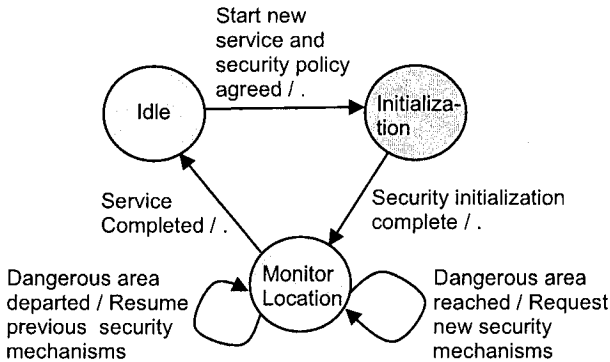 Start new
service and
security policy
agreed / .
Idle
Initializa-
tion
Service
Completed / .
Security initialization
complete / .
Monitor
Location
Dangerous area
departed / Resume
previous security
mechanisms
Dangerous area
reached / Request
new security
mechanisms